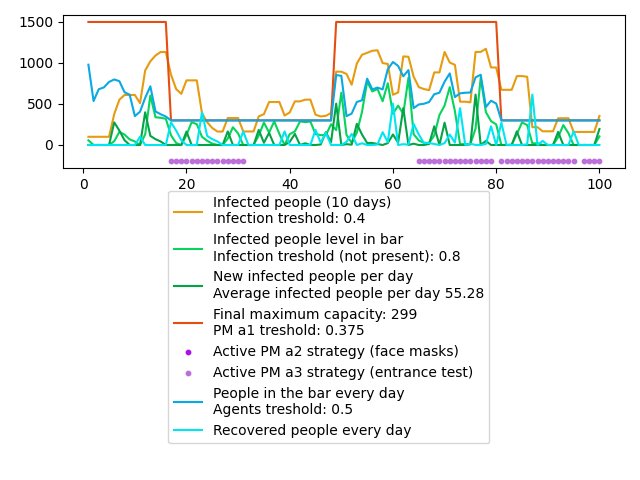 1500
1000
500
0
0 20 40 60 80 100
Infected people (10 days)
Infection treshold: 0.4
Infected people level in bar
Infection treshold (not present): 0.8
New infected people per day
Average infected people per day 55.28
Final maximum capacity: 299
PM a1 treshold: 0.375
Active PM a2 strategy (face masks)
Active PM a3 strategy (entrance test)
People in the bar every day
Agents treshold: 0.5
Recovered people every day